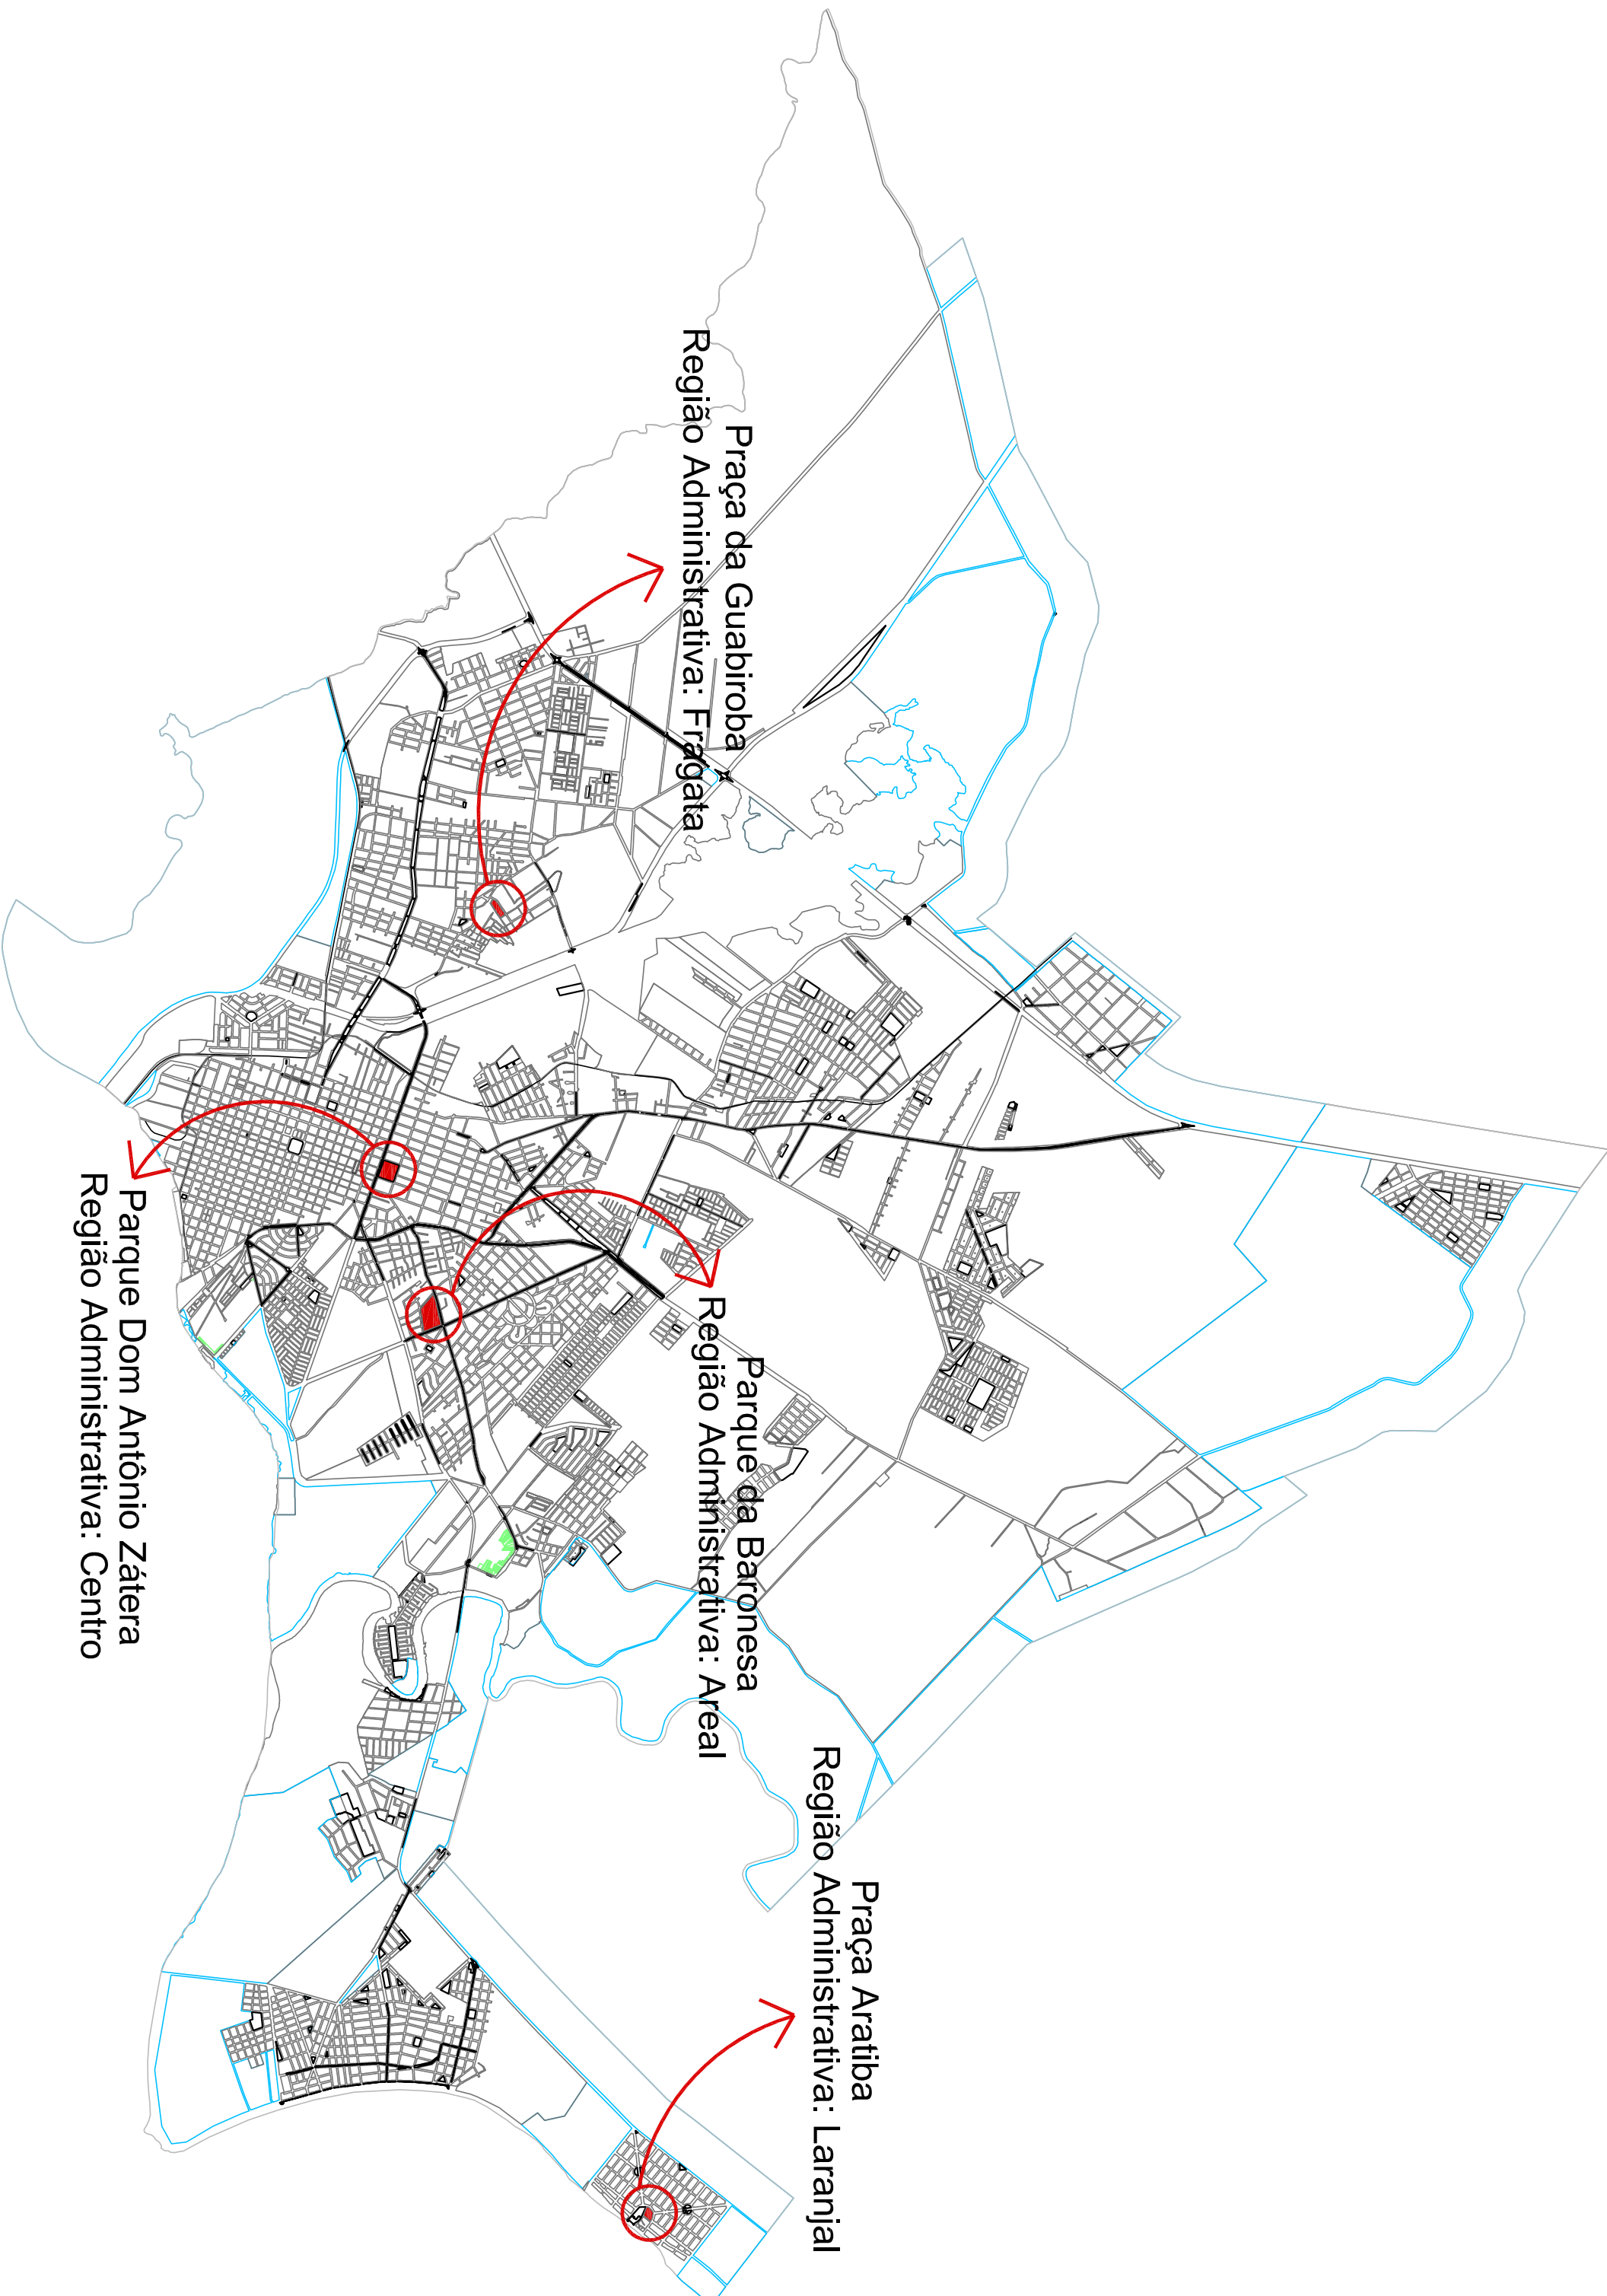 Praça da Guabiroba
Região Administrativa: Fragata
Parque Dom Antônio Zátera
Região Administrativa: Centro
Parque da Baronesa
Região Administrativa: Areal
Praça Aratiba
Região Administrativa: Laranjal